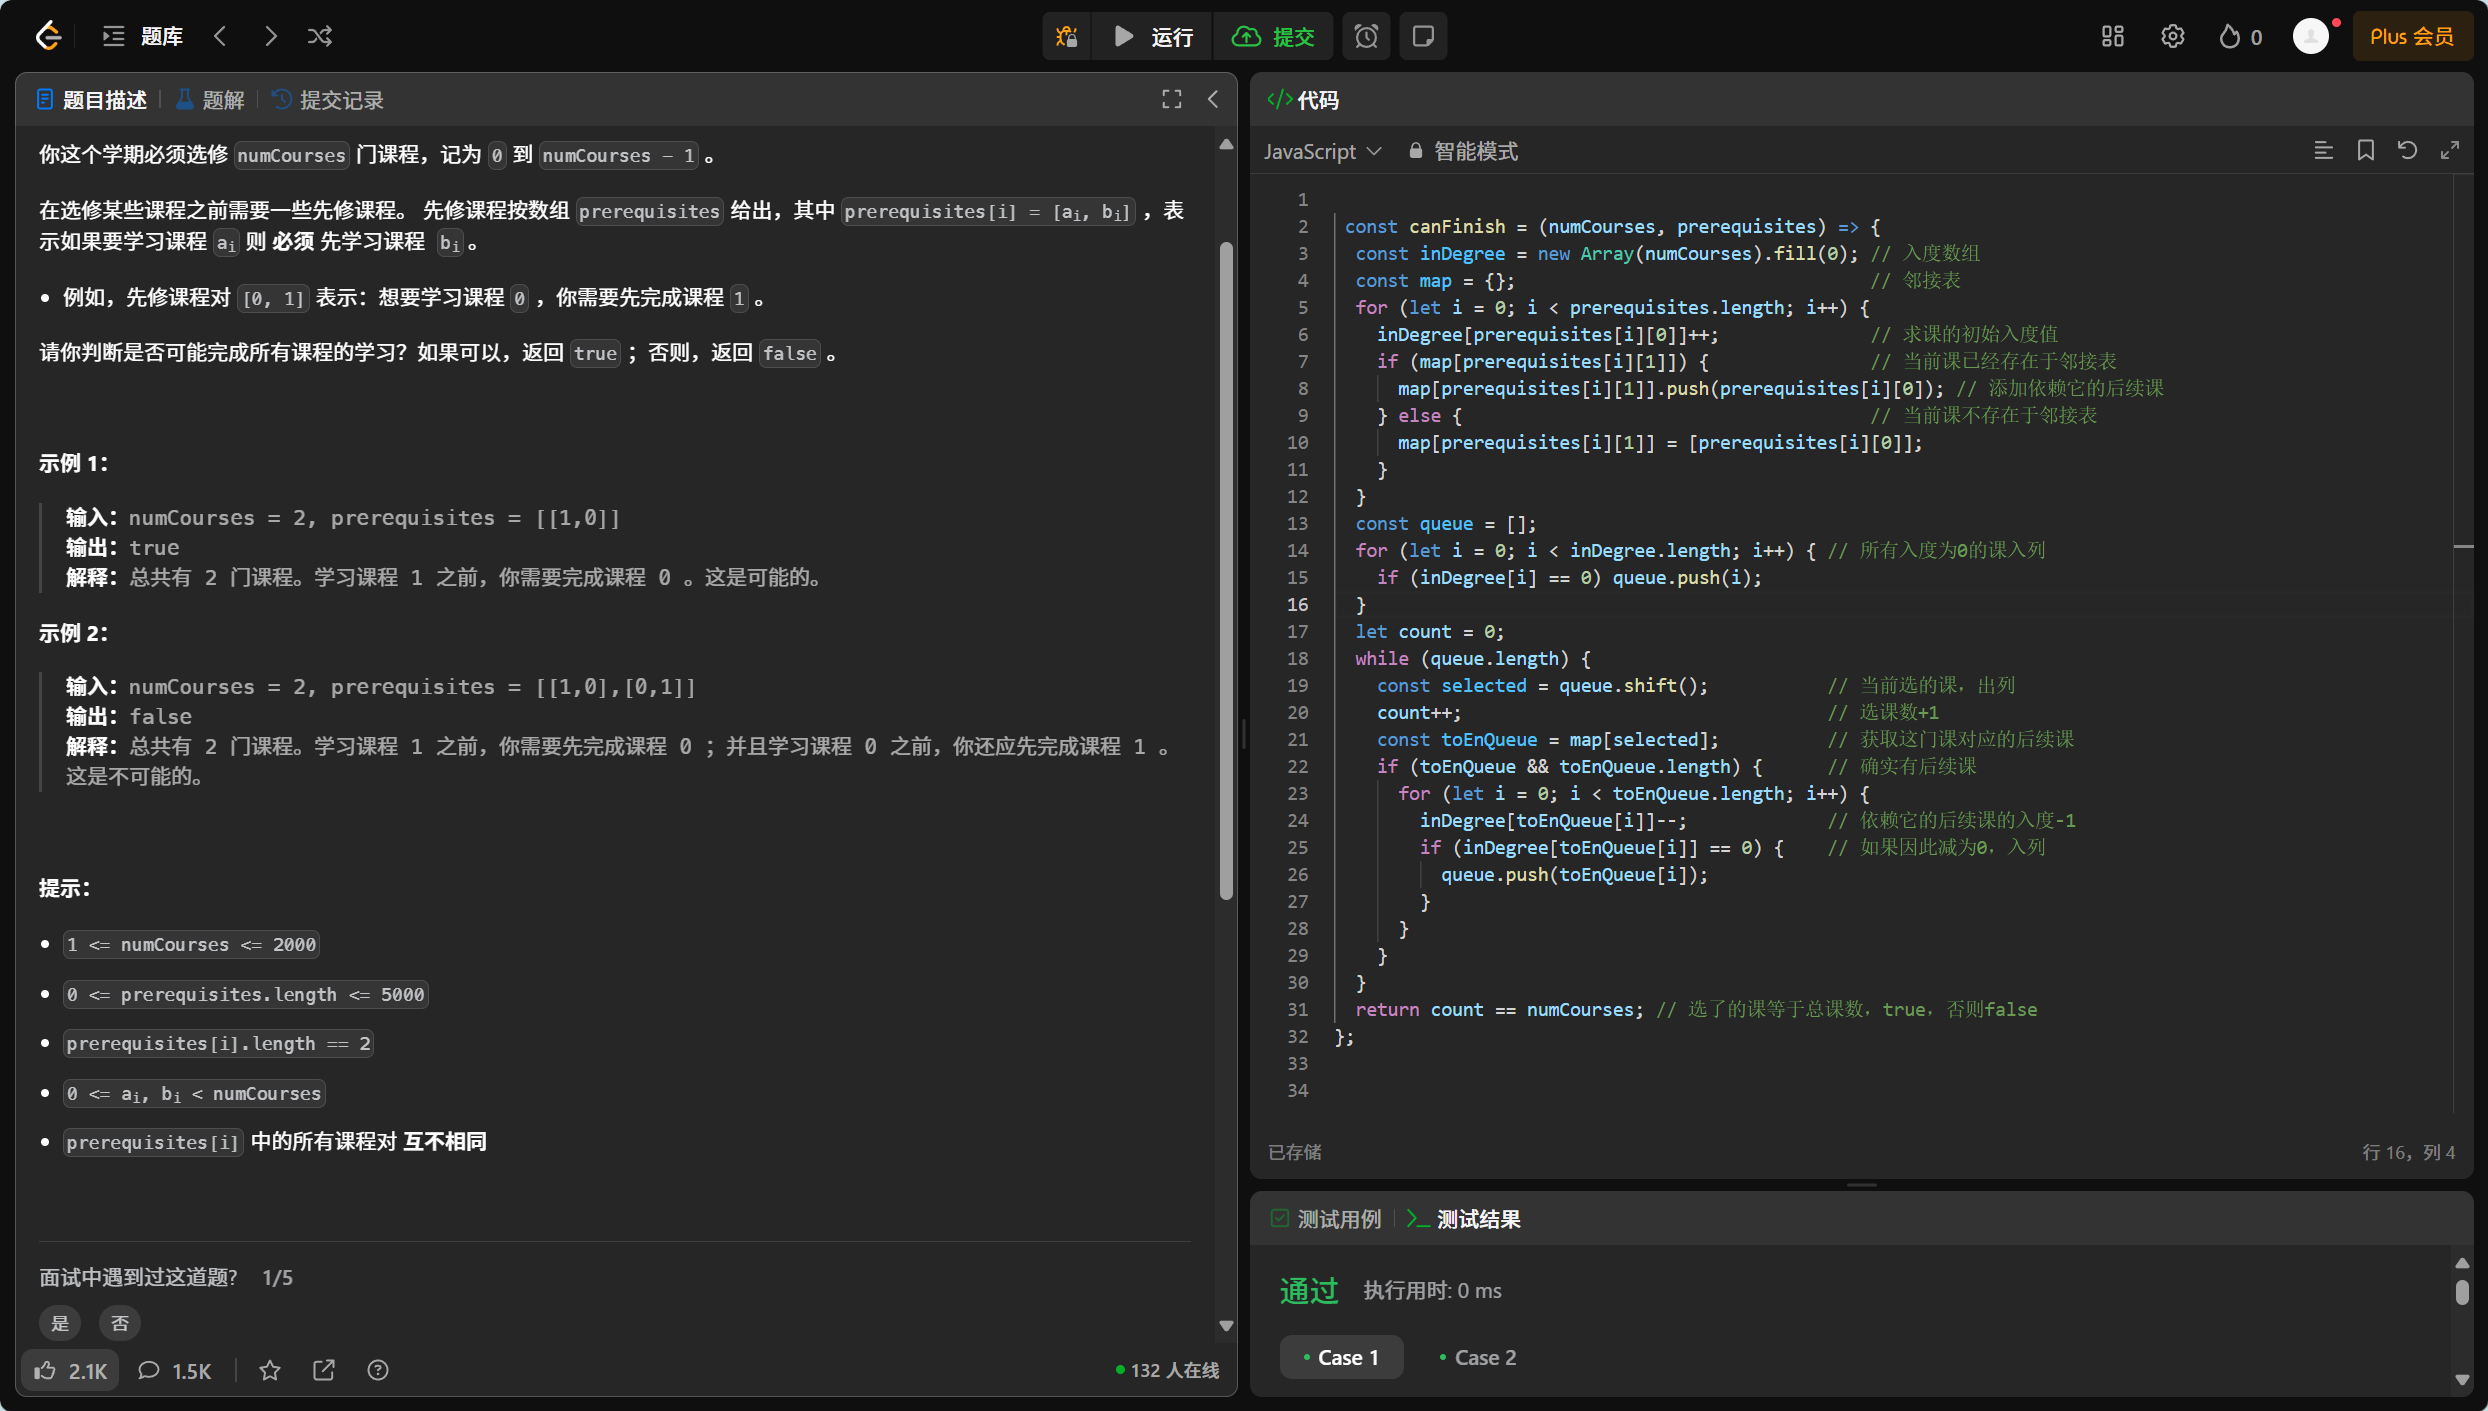 题库
运行
提交
0
Plus 会员
题目描述
题解
提交记录
你这个学期必须选修 numCourses 门课程，记为 0 到 numCourses - 1 。
在选修某些课程之前需要一些先修课程。 先修课程按数组 prerequisites 给出，其中 prerequisites[i] = [ai, bi] ，表
示如果要学习课程 ai 则 必须 先学习课程 bi 。
• 例如，先修课程对 [0, 1] 表示：想要学习课程 0 ，你需要先完成课程 1 。
请你判断是否可能完成所有课程的学习？如果可以，返回 true ；否则，返回 false 。
示例 1：
输入：numCourses = 2, prerequisites = [[1,0]]
输出：true
解释：总共有 2 门课程。学习课程 1 之前，你需要完成课程 0 。这是可能的。
示例 2：
输入：numCourses = 2, prerequisites = [[1,0],[0,1]]
输出：false
解释：总共有 2 门课程。学习课程 1 之前，你需要先完成课程 0 ；并且学习课程 0 之前，你还应先完成课程 1 。
这是不可能的。
提示：
• 1 <= numCourses <= 2000
• 0 <= prerequisites.length <= 5000
• prerequisites[i].length == 2
• 0 <= ai, bi < numCourses
• prerequisites[i] 中的所有课程对 互不相同
面试中遇到过这道题? 1/5
是 否
2.1K 1.5K
132 人在线
</>代码
JavaScript 智能模式
1
2 const canFinish = (numCourses, prerequisites) => {
3 const inDegree = new Array(numCourses).fill(0); // 入度数组
4 const map = {}; // 邻接表
5 for (let i = 0; i < prerequisites.length; i++) {
6 inDegree[prerequisites[i][0]]++; // 求课的初始入度值
7 if (map[prerequisites[i][1]]) { // 当前课已经存在于邻接表
8 map[prerequisites[i][1]].push(prerequisites[i][0]); // 添加依赖它的后续课
9 } else { // 当前课不存在于邻接表
10 map[prerequisites[i][1]] = [prerequisites[i][0]];
11 }
12 }
13 const queue = [];
14 for (let i = 0; i < inDegree.length; i++) { // 所有入度为0的课入列
15 if (inDegree[i] == 0) queue.push(i);
16 }
17 let count = 0;
18 while (queue.length) {
19 const selected = queue.shift(); // 当前选的课，出列
20 count++; // 选课数+1
21 const toEnQueue = map[selected]; // 获取这门课对应的后续课
22 if (toEnQueue && toEnQueue.length) { // 确实有后续课
23 for (let i = 0; i < toEnQueue.length; i++) {
24 inDegree[toEnQueue[i]]--; // 依赖它的后续课的入度-1
25 if (inDegree[toEnQueue[i]] == 0) { // 如果因此减为0，入列
26 queue.push(toEnQueue[i]);
27 }
28 }
29 }
30 }
31 return count == numCourses; // 选了的课等于总课数，true，否则false
32 };
33
34
已存储
行 16，列 4
测试用例
测试结果
通过 执行用时: 0 ms
• Case 1 • Case 2